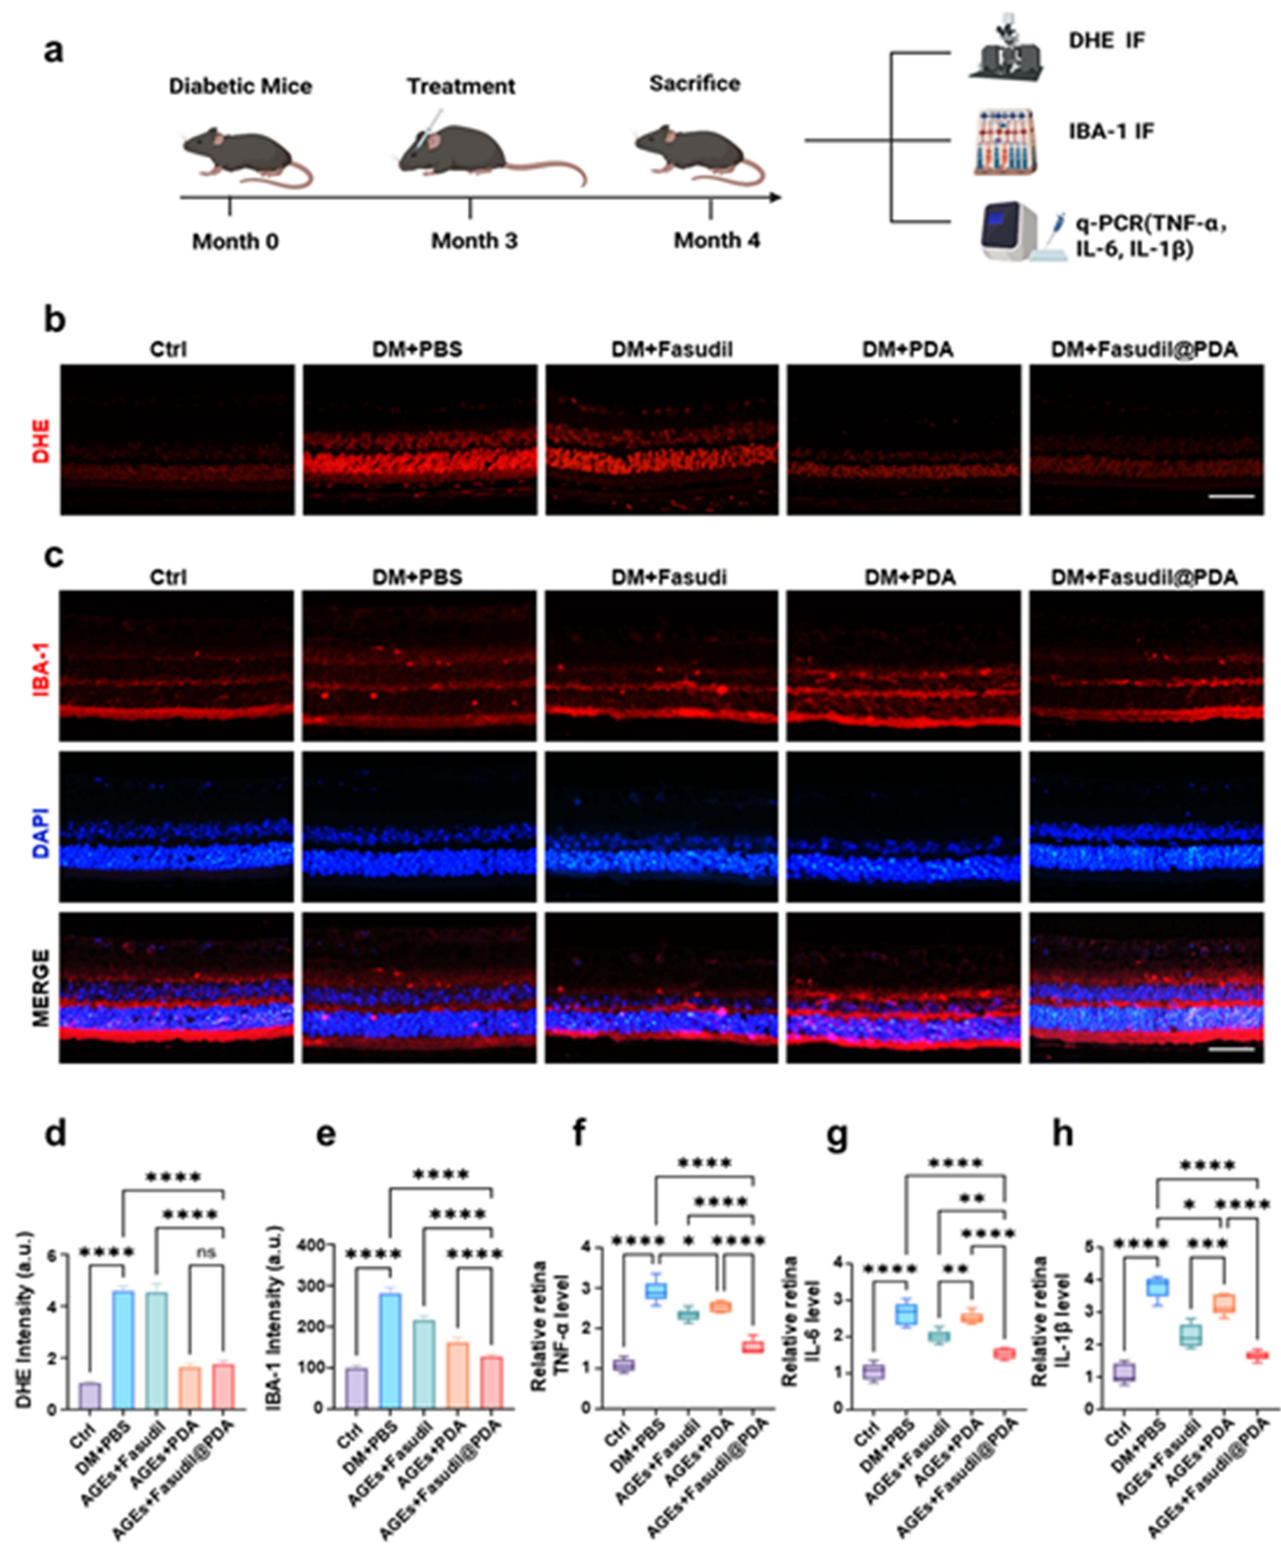 a
Diabetic Mice
Treatment
Sacrifice
Month 0
Month 3
Month 4
DHE IF
IBA-1 IF
q-PCR(TNF-α,
IL-6, IL-1β)
b
Ctrl
DM+PBS
DM+Fasudil
DM+PDA
DM+Fasudil@PDA
DHE
c
Ctrl
DM+PBS
DM+Fasudi
DM+PDA
DM+Fasudil@PDA
IBA-1
DAPI
MERGE
d
****
****
****
ns
DHE Intensity (a.u.)
6
4
2
0
Ctrl
DM+PBS
AGEs+Fasudil
AGEs+PDA
AGEs+Fasudil@PDA
e
****
****
****
****
IBA-1 Intensity (a.u.)
400
300
200
100
0
Ctrl
DM+PBS
AGEs+Fasudil
AGEs+PDA
AGEs+Fasudil@PDA
f
****
****
****
*
****
Relative retina
TNF-α level
4
3
2
1
0
Ctrl
DM+PBS
AGEs+Fasudil
AGEs+PDA
AGEs+Fasudil@PDA
g
****
**
****
****
**
Relative retina
IL-6 level
4
3
2
1
0
Ctrl
DM+PBS
AGEs+Fasudil
AGEs+PDA
AGEs+Fasudil@PDA
h
****
*
****
****
***
Relative retina
IL-1β level
5
4
3
2
1
0
Ctrl
DM+PBS
AGEs+Fasudil
AGEs+PDA
AGEs+Fasudil@PDA